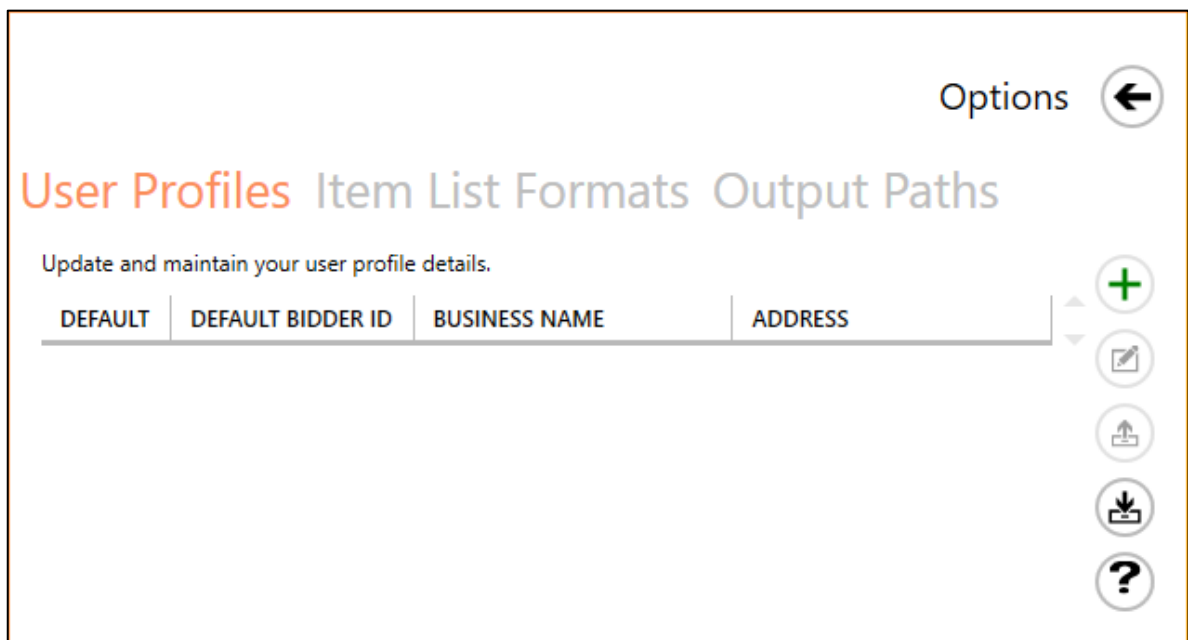 Options
User Profiles Item List Formats Output Paths
Update and maintain your user profile details.
DEFAULT DEFAULT BIDDER ID BUSINESS NAME ADDRESS